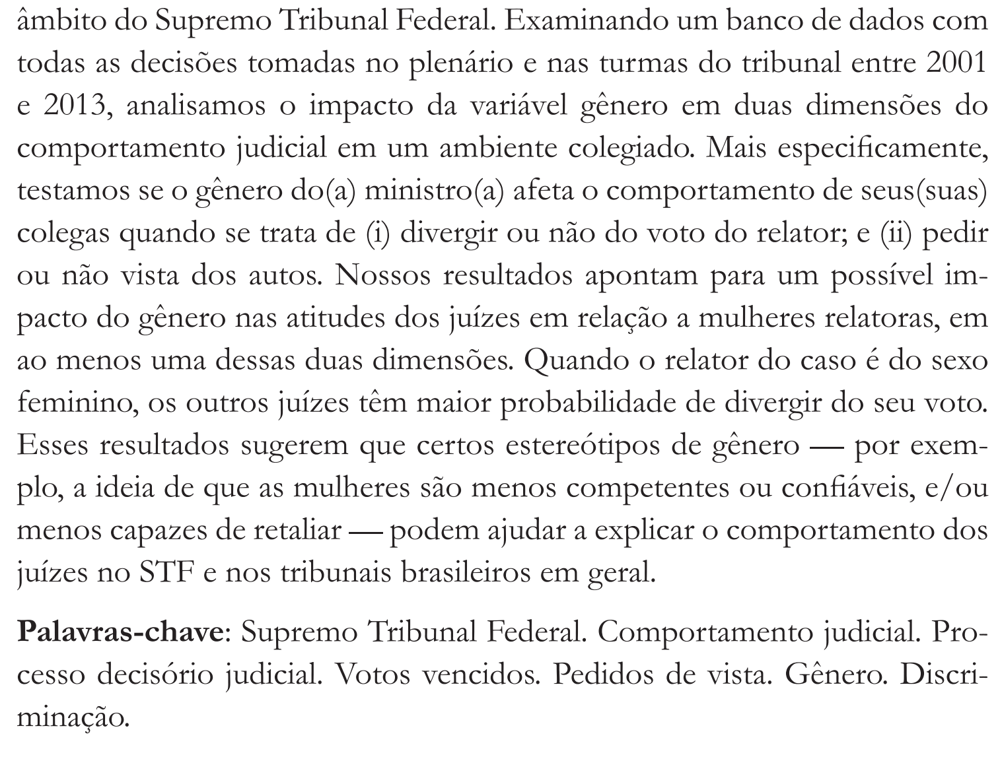 âmbito do Supremo Tribunal Federal. Examinando um banco de dados com
todas as decisões tomadas no plenário e nas turmas do tribunal entre 2001
e 2013, analisamos o impacto da variável gênero em duas dimensões do
comportamento judicial em um ambiente colegiado. Mais especificamente,
testamos se o gênero do(a) ministro(a) afeta o comportamento de seus(suas)
colegas quando se trata de (i) divergir ou não do voto do relator; e (ii) pedir
ou não vista dos autos. Nossos resultados apontam para um possível im-
pacto do gênero nas atitudes dos juízes em relação a mulheres relatoras, em
ao menos uma dessas duas dimensões. Quando o relator do caso é do sexo
feminino, os outros juízes têm maior probabilidade de divergir do seu voto.
Esses resultados sugerem que certos estereótipos de gênero — por exem-
plo, a ideia de que as mulheres são menos competentes ou confiáveis, e/ou
menos capazes de retaliar — podem ajudar a explicar o comportamento dos
juízes no STF e nos tribunais brasileiros em geral.
Palavras-chave: Supremo Tribunal Federal. Comportamento judicial. Pro-
cesso decisório judicial. Votos vencidos. Pedidos de vista. Gênero. Discri-
minação.